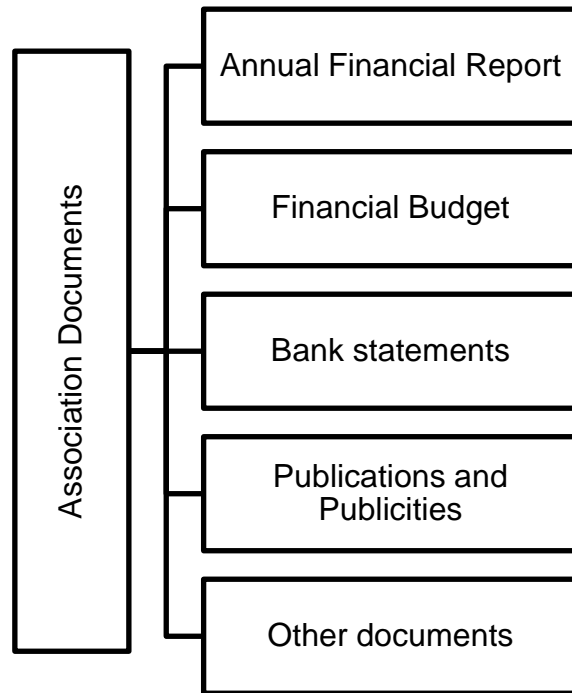 Association Documents
Annual Financial Report
Financial Budget
Bank statements
Publications and
Publicities
Other documents